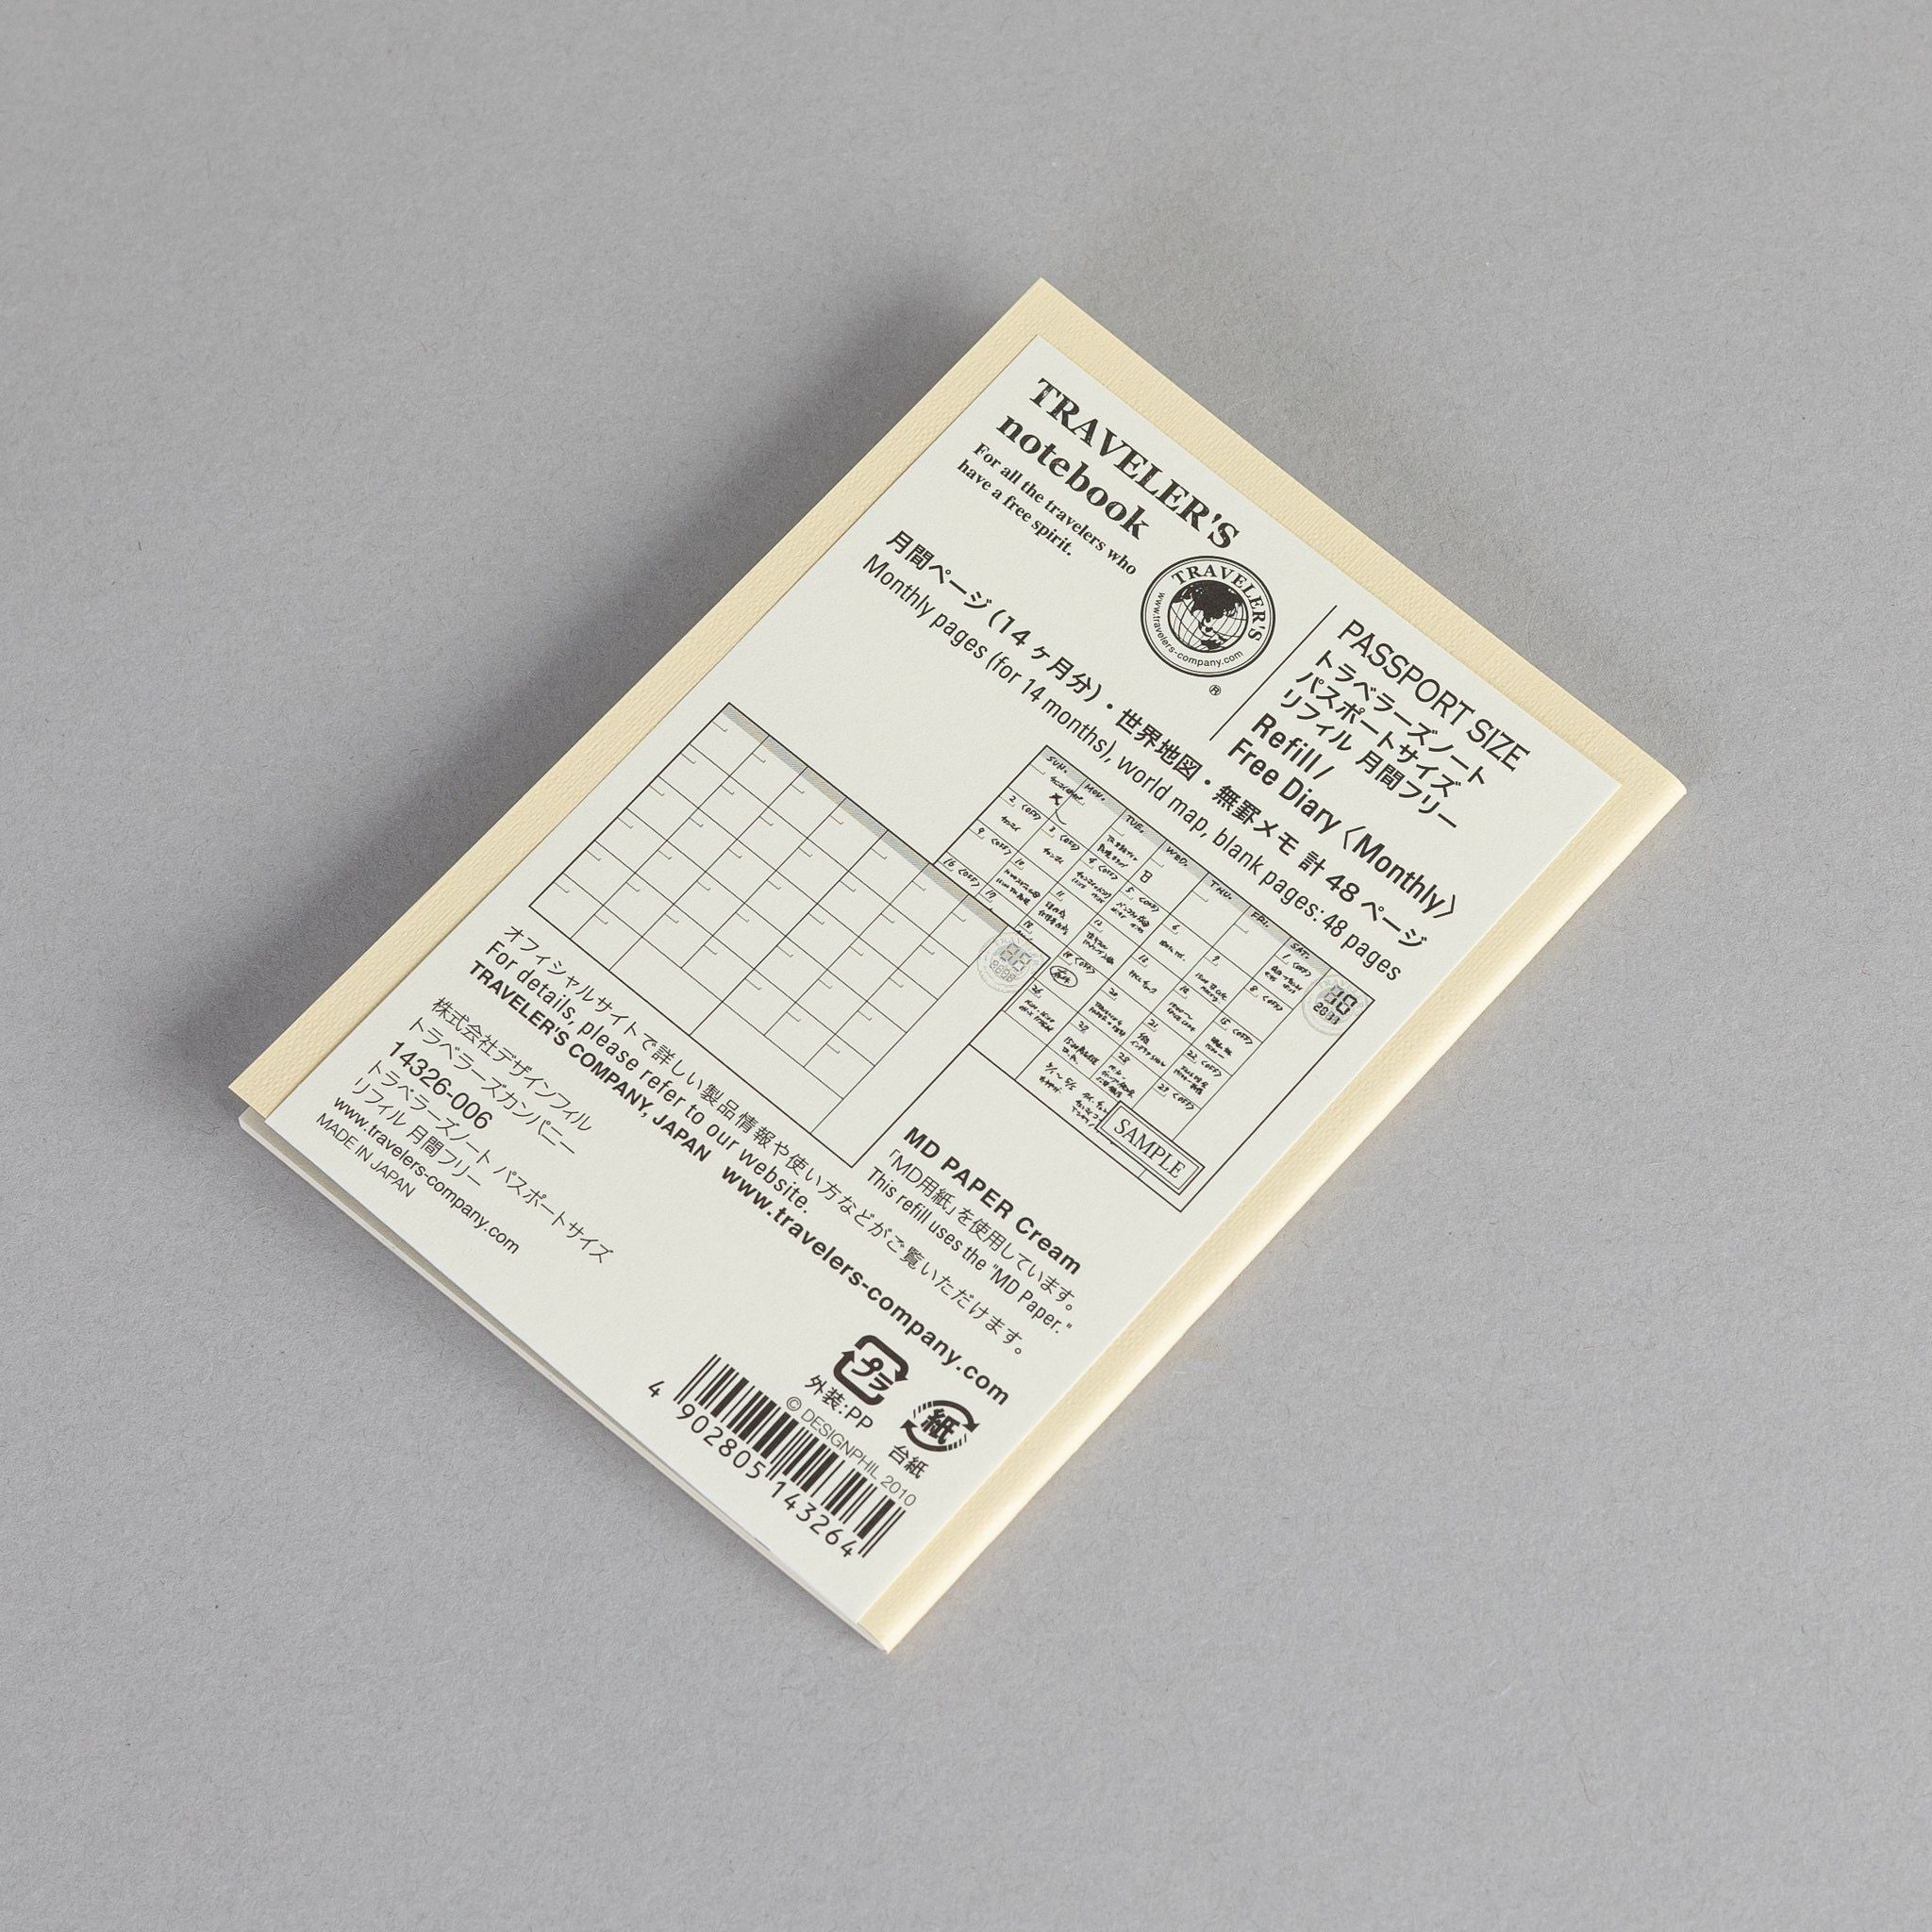 TRAVELER'S
notebook
For all the travelers who
have a free spirit.
TRAVELER'S
www.travelers-company.com
®
PASSPORT SIZE
トラベラーズノート
パスポートサイズ
リフィル 月間フリー
Refill/
Free Diary〈Monthly〉
月間ページ(14ヶ月分)・世界地図・無罫メモ 計48ページ
Monthly pages (for 14 months), world map, blank pages: 48 pages
SUN. MON. TUE. WED. THU. FRI. SAT.
SAMPLE
MD PAPER Cream
「MD用紙」を使用しています。
This refill uses the "MD Paper."
オフィシャルサイトで詳しい製品情報や使い方などがご覧いただけます。
For details, please refer to our website.
TRAVELER'S COMPANY, JAPAN www.travelers-company.com
株式会社デザインフィル
トラベラーズカンパニー
14326-006
トラベラーズノート パスポートサイズ
リフィル 月間フリー
www.travelers-company.com
MADE IN JAPAN
プラ
外装:PP
紙
台紙
© DESIGNPHIL 2010
4 902805 143264